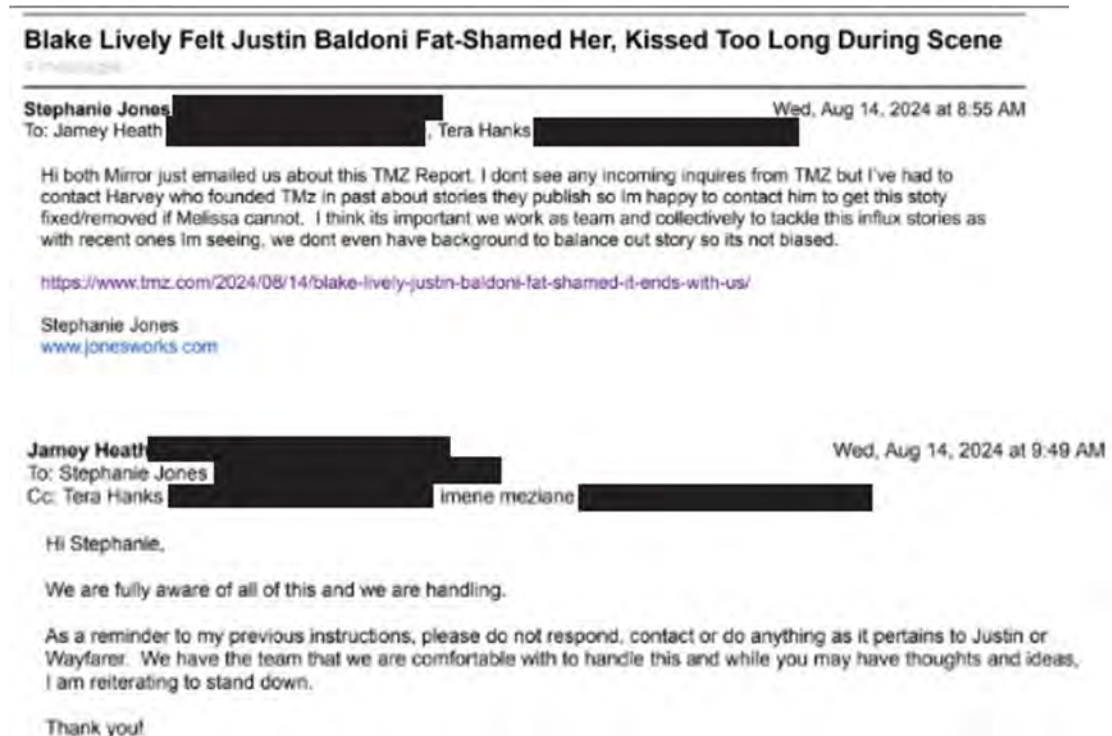 Blake Lively Felt Justin Baldoni Fat-Shamed Her, Kissed Too Long During Scene
4 messages
Stephanie Jones
Wed, Aug 14, 2024 at 8:55 AM
To: Jamey Heath , Tera Hanks
Hi both Mirror just emailed us about this TMZ Report. I dont see any incoming inquires from TMZ but I've had to
contact Harvey who founded TMz in past about stories they publish so Im happy to contact him to get this stoty
fixed/removed if Melissa cannot. I think its important we work as team and collectively to tackle this influx stories as
with recent ones Im seeing, we dont even have background to balance out story so its not biased.
https://www.tmz.com/2024/08/14/blake-lively-justin-baldoni-fat-shamed-it-ends-with-us/
Stephanie Jones
www.jonesworks.com
Jamey Heath
Wed, Aug 14, 2024 at 9:49 AM
To: Stephanie Jones
Cc: Tera Hanks imene meziane
Hi Stephanie,
We are fully aware of all of this and we are handling.
As a reminder to my previous instructions, please do not respond, contact or do anything as it pertains to Justin or
Wayfarer. We have the team that we are comfortable with to handle this and while you may have thoughts and ideas,
I am reiterating to stand down.
Thank you!